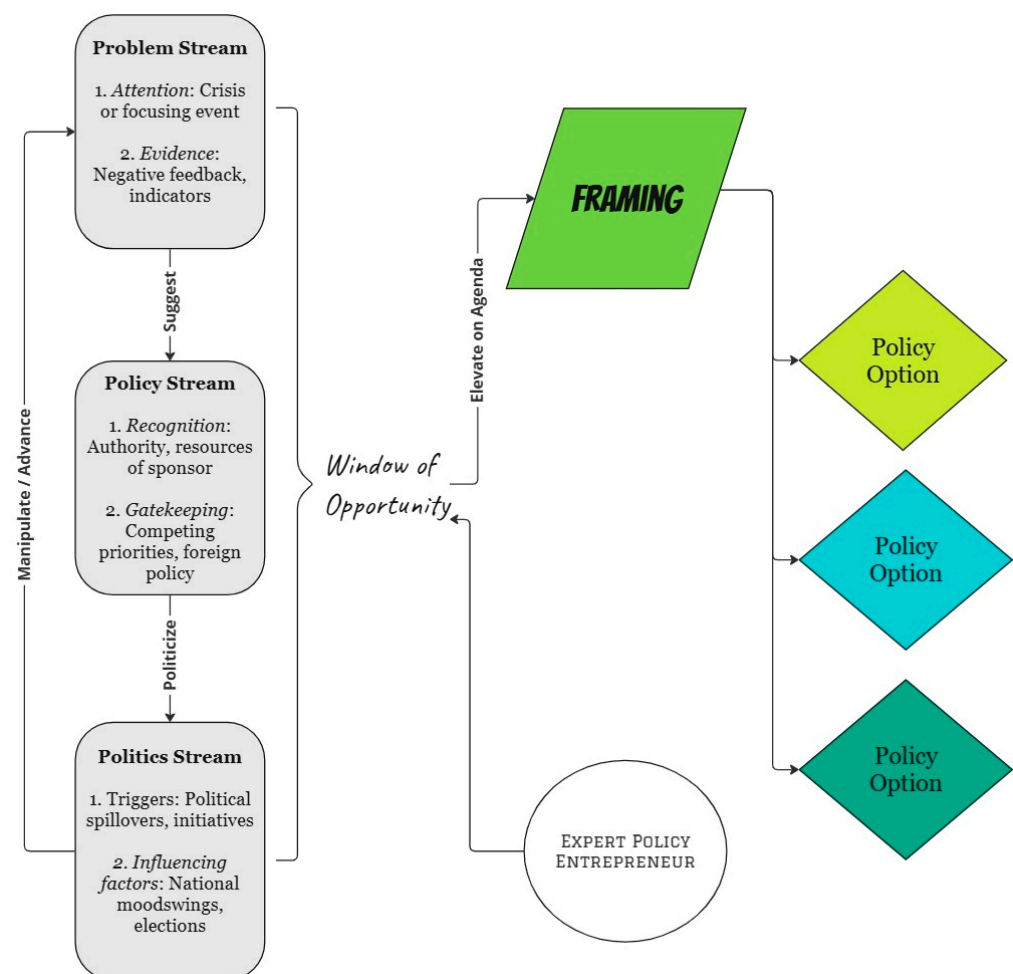 Problem Stream
1. Attention: Crisis
or focusing event
2. Evidence:
Negative feedback,
indicators
Suggest
Policy Stream
1. Recognition:
Authority, resources
of sponsor
2. Gatekeeping:
Competing
priorities, foreign
policy
Politicize
Politics Stream
1. Triggers: Political
spillovers, initiatives
2. Influencing
factors: National
moodswings,
elections
Manipulate / Advance
Window of
Opportunity
Elevate on Agenda
FRAMING
Policy
Option
Policy
Option
Policy
Option
EXPERT POLICY
ENTREPRENEUR